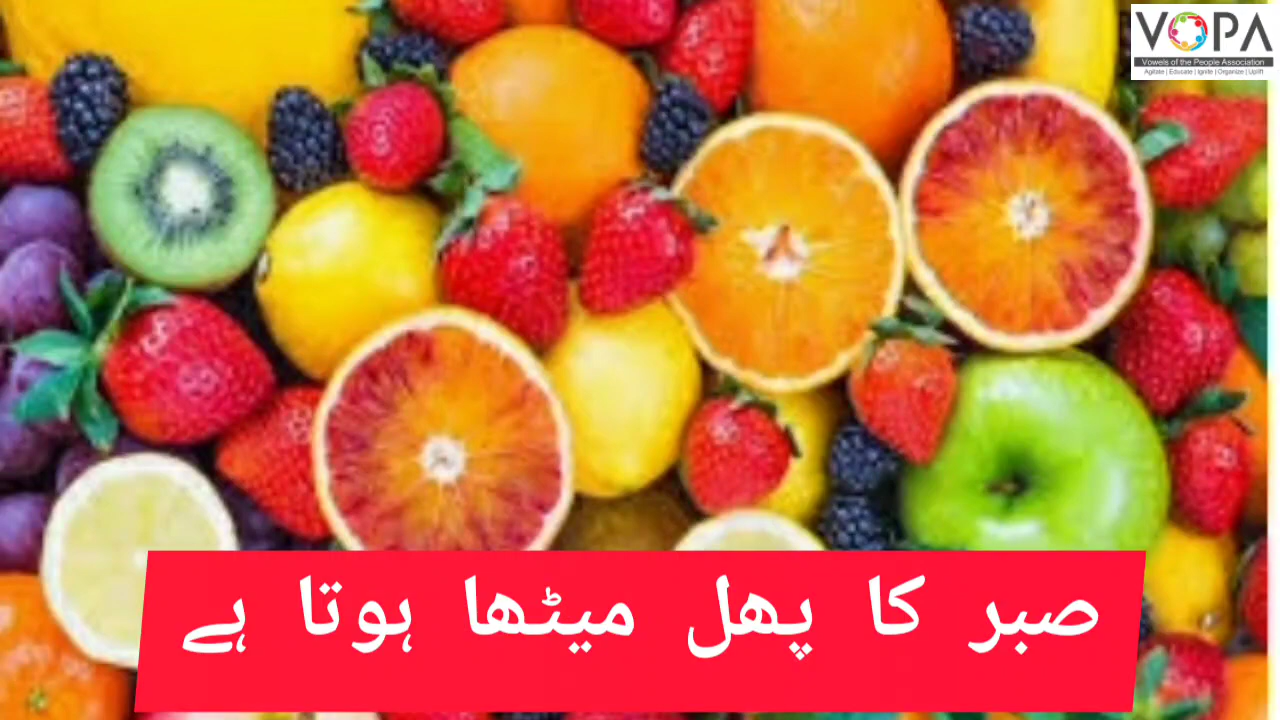 VOPA
Vowels of the People Association
Agitate | Educate | Ignite | Organize | Uplift
صبر کا پھل میٹھا ہوتا ہے